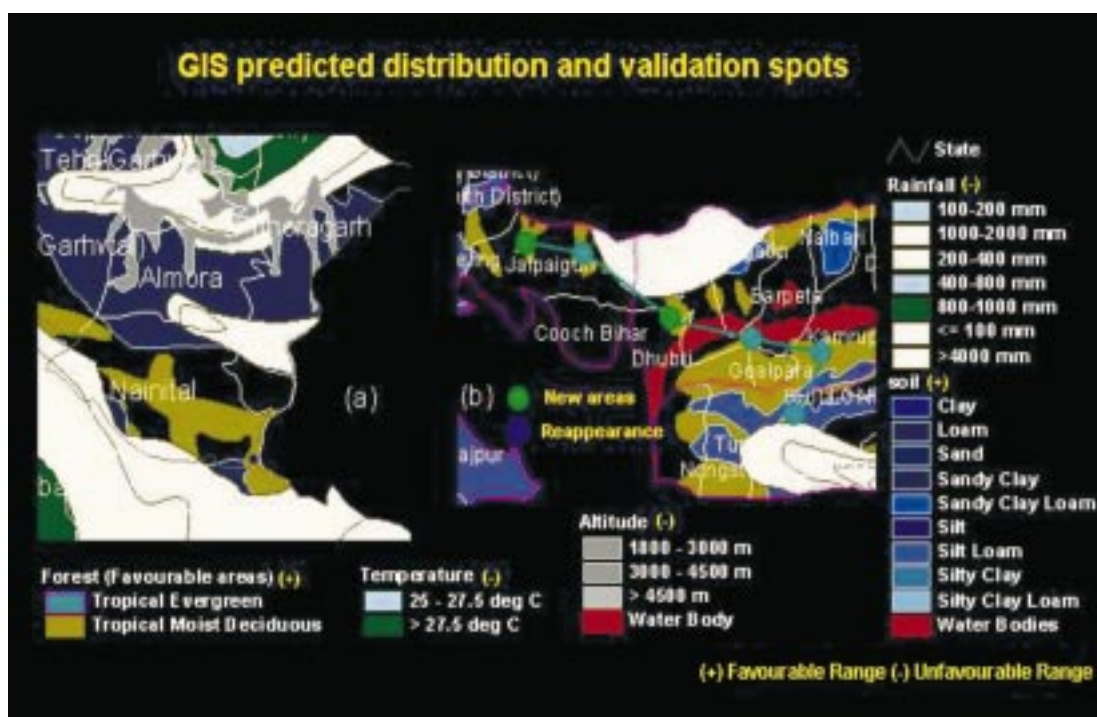 GIS predicted distribution and validation spots
Garhwal
Almora
Nainital
(a)
Cooch Bihar
Dhubri
Barpeta
Nalbari
Kamrup
Goalpara
(b)
New areas
Reappearance
ajpur
State
Rainfall (-)
100-200 mm
1000-2000 mm
200-400 mm
400-800 mm
800-1000 mm
<= 100 mm
>4000 mm
soil (+)
Clay
Loam
Sand
Sandy Clay
Sandy Clay Loam
Silt
Silt Loam
Silty Clay
Silty Clay Loam
Water Bodies
Altitude (-)
1800 - 3000 m
3000 - 4500 m
> 4500 m
Water Body
Forest (Favourable areas) (+)
Tropical Evergreen
Tropical Moist Deciduous
Temperature (-)
25 - 27.5 deg C
> 27.5 deg C
(+) Favourable Range (-) Unfavourable Range